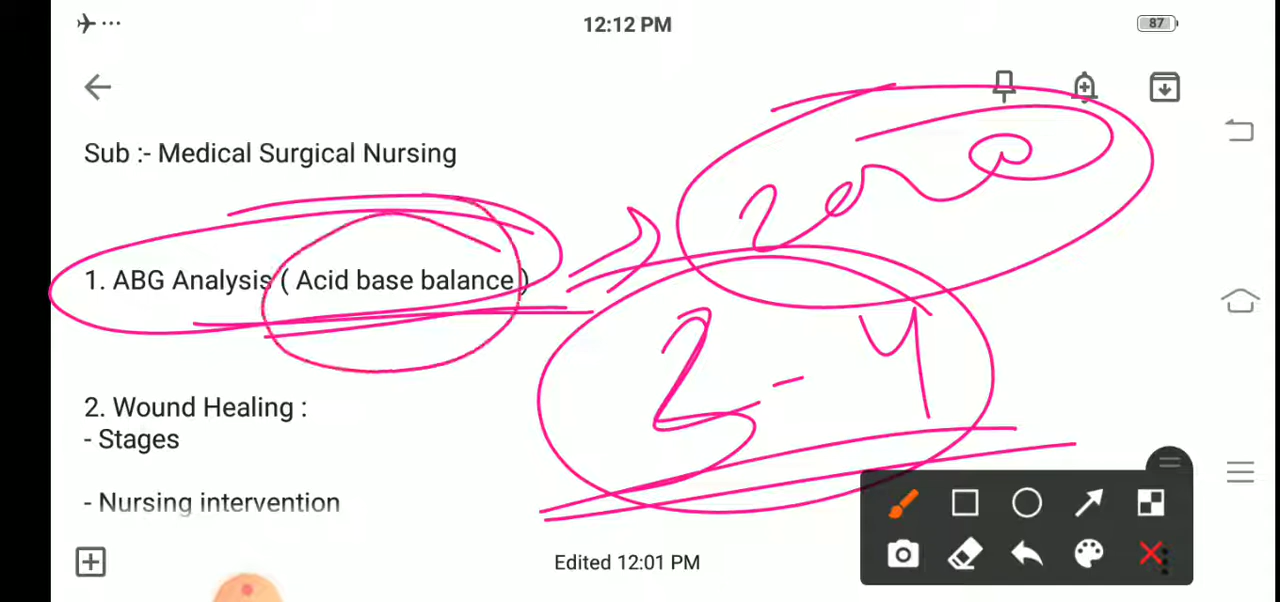 12:12 PM
87
Sub :- Medical Surgical Nursing
zero
1. ABG Analysis ( Acid base balance )
3 - 4
2. Wound Healing :
- Stages
- Nursing intervention
Edited 12:01 PM